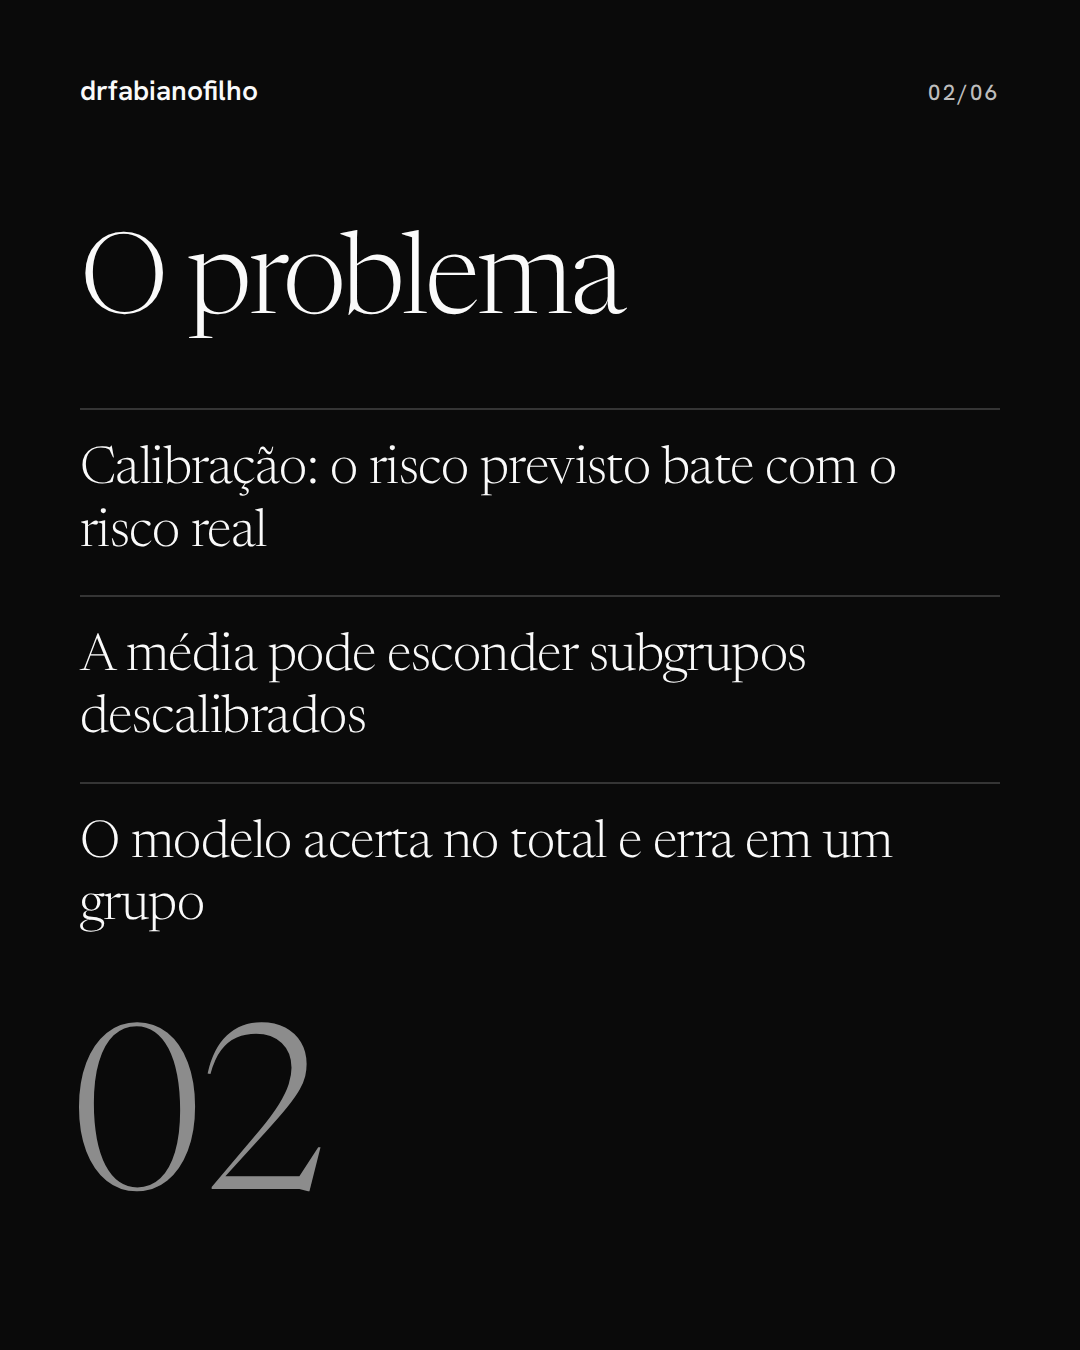 drfabianofilho
02/06
O problema
Calibração: o risco previsto bate com o
risco real
A média pode esconder subgrupos
descalibrados
O modelo acerta no total e erra em um
grupo
02